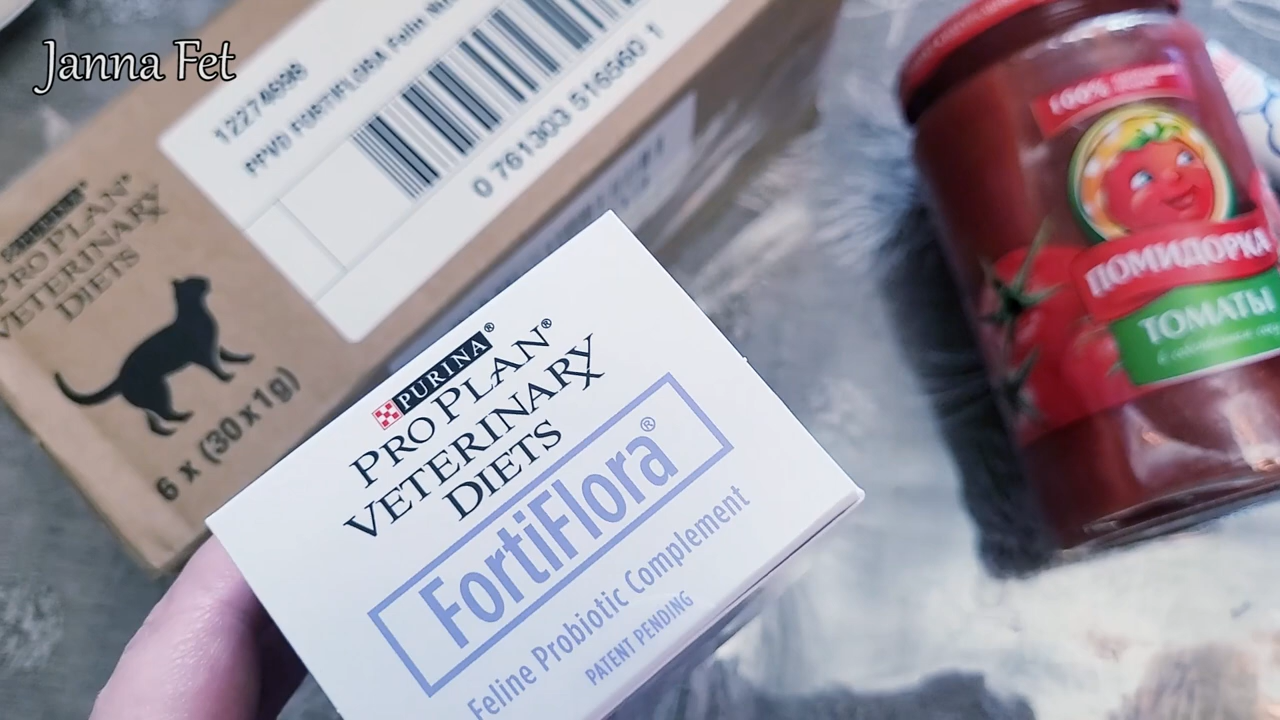 Janna Fet
12274698
PPVD FORTIFLORA Felin
0 761303 516560 1
PURINA®
PRO PLAN®
VETERINARY
DIETS
6 x (30 x 1g)
PURINA®
PRO PLAN®
VETERINARY
DIETS
FortiFlora®
Feline Probiotic Complement
PATENT PENDING
100%
ПОМИДОРКА
ТОМАТЫ